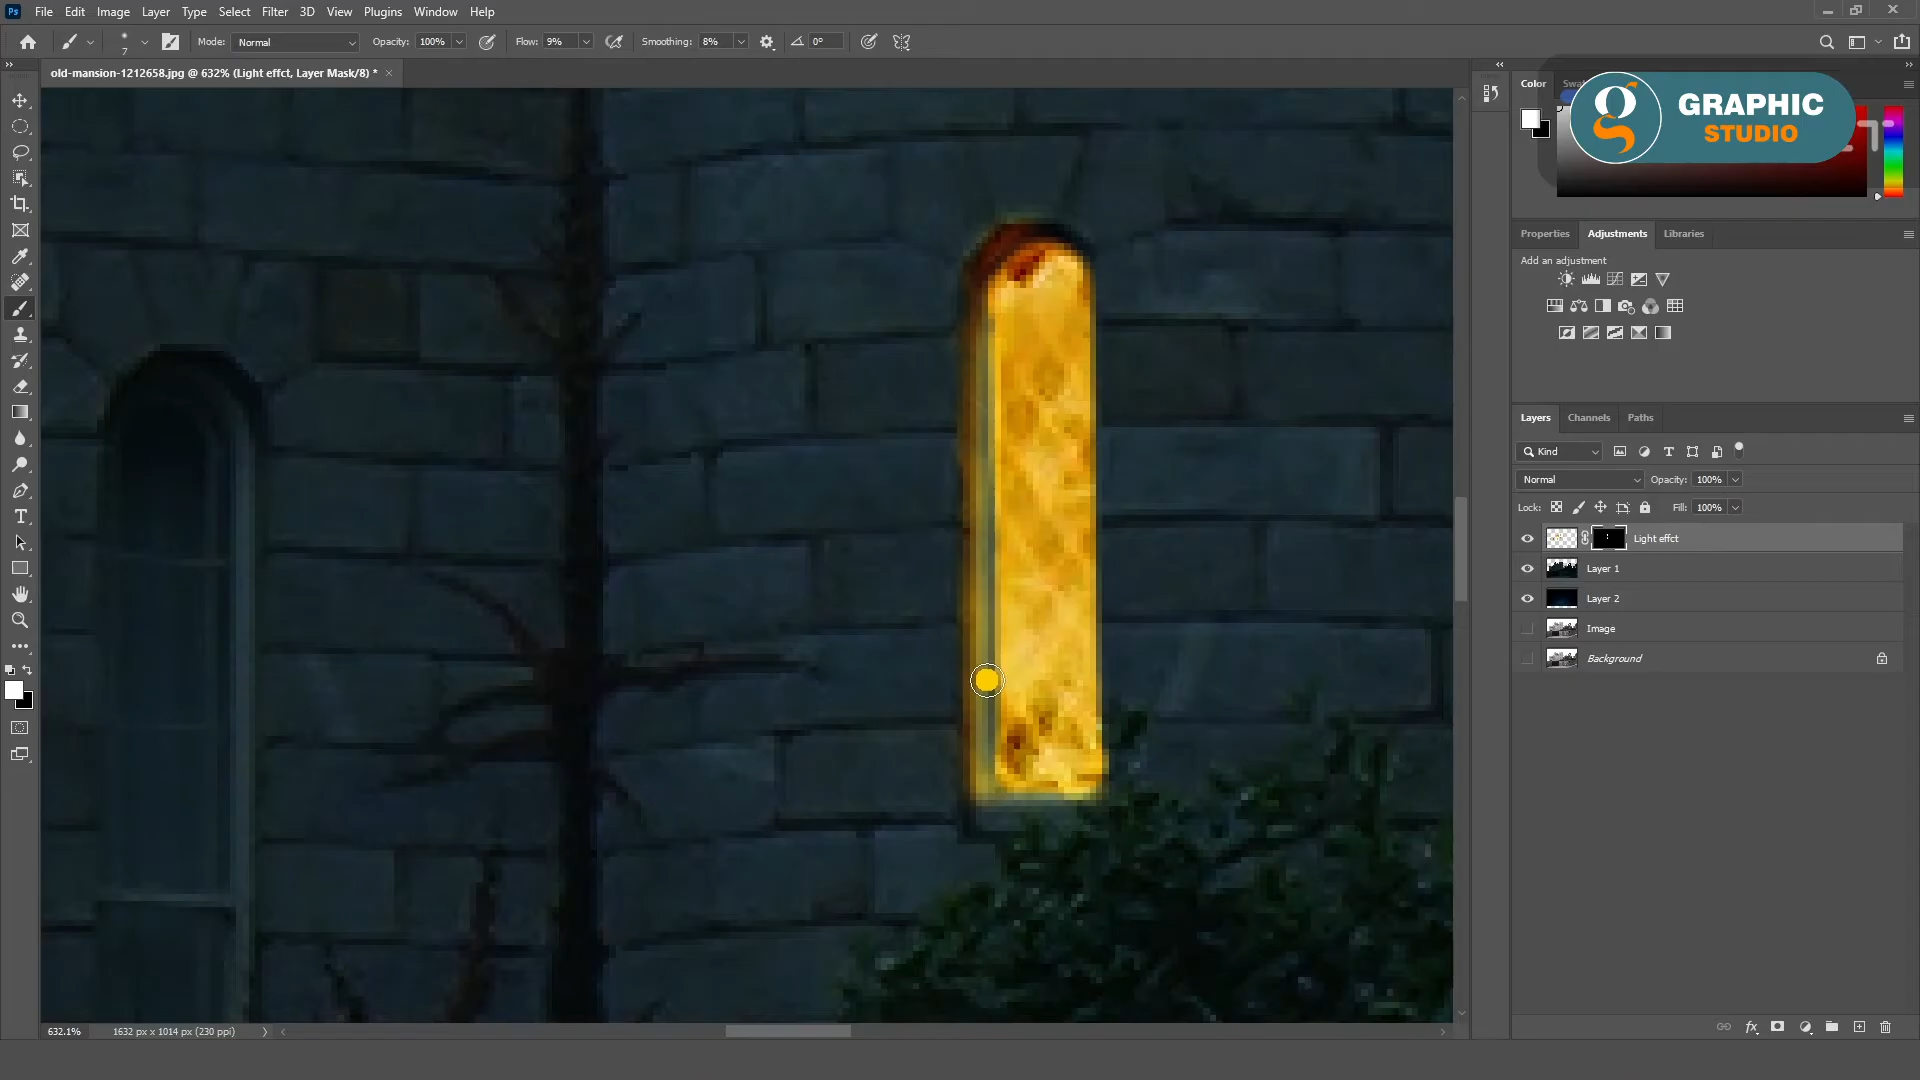 Ps File Edit Image Layer Type Select Filter 3D View Plugins Window Help
7 Mode: Normal Opacity: 100% Flow: 9% Smoothing: 8% 0°
old-mansion-1212658.jpg @ 632% (Light effct, Layer Mask/8) * ×
Color
GRAPHIC
STUDIO
Properties Adjustments Libraries
Add an adjustment
Layers Channels Paths
Kind
Normal Opacity: 100%
Lock: Fill: 100%
Light effct
Layer 1
Layer 2
Image
Background
632.1% 1632 px x 1014 px (230 ppi)